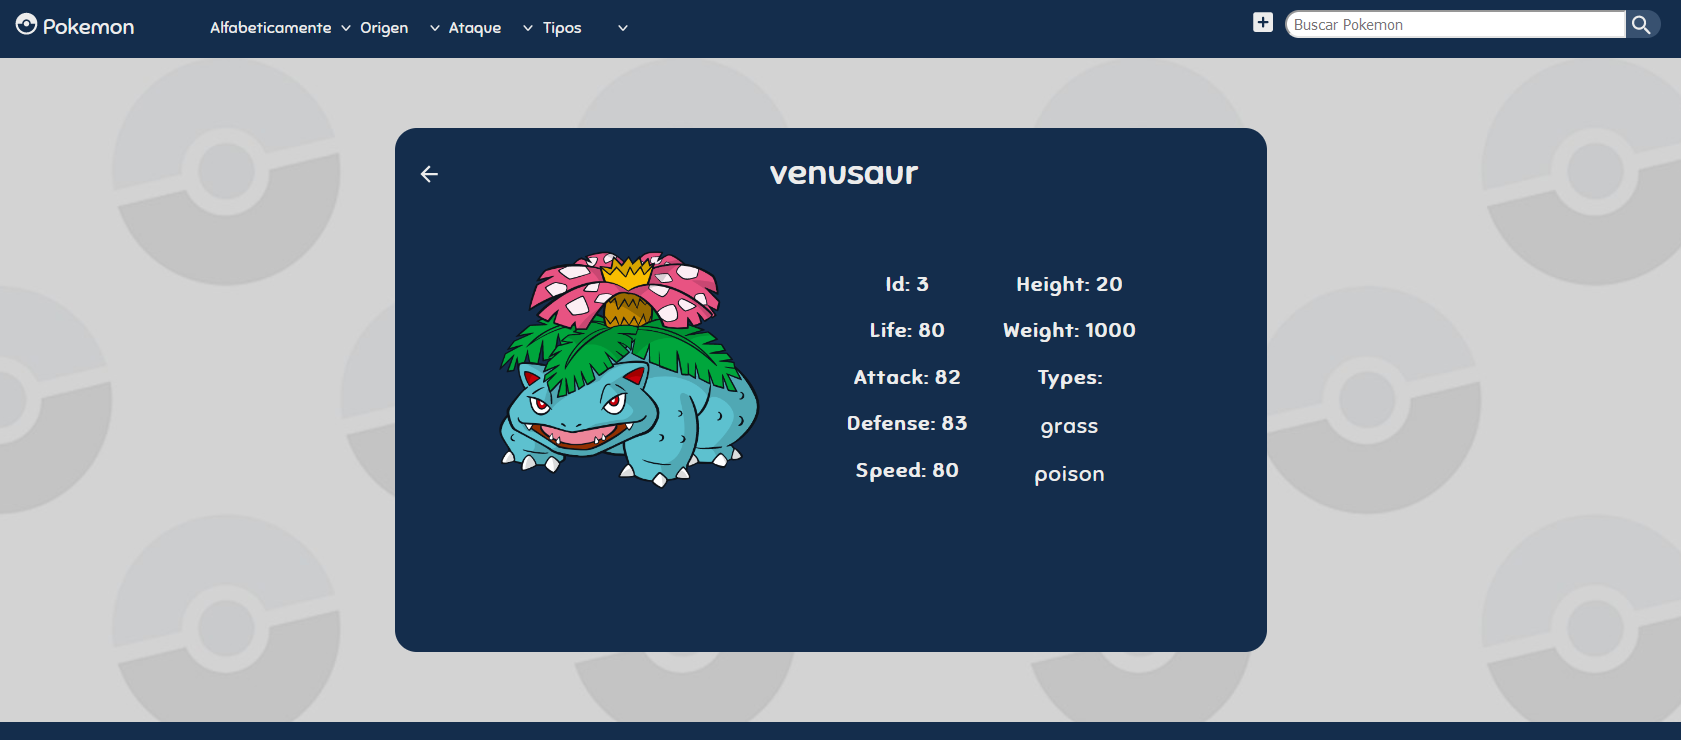 Pokemon
Alfabeticamente Origen Ataque Tipos
Buscar Pokemon
venusaur
Id: 3
Life: 80
Attack: 82
Defense: 83
Speed: 80
Height: 20
Weight: 1000
Types:
grass
poison